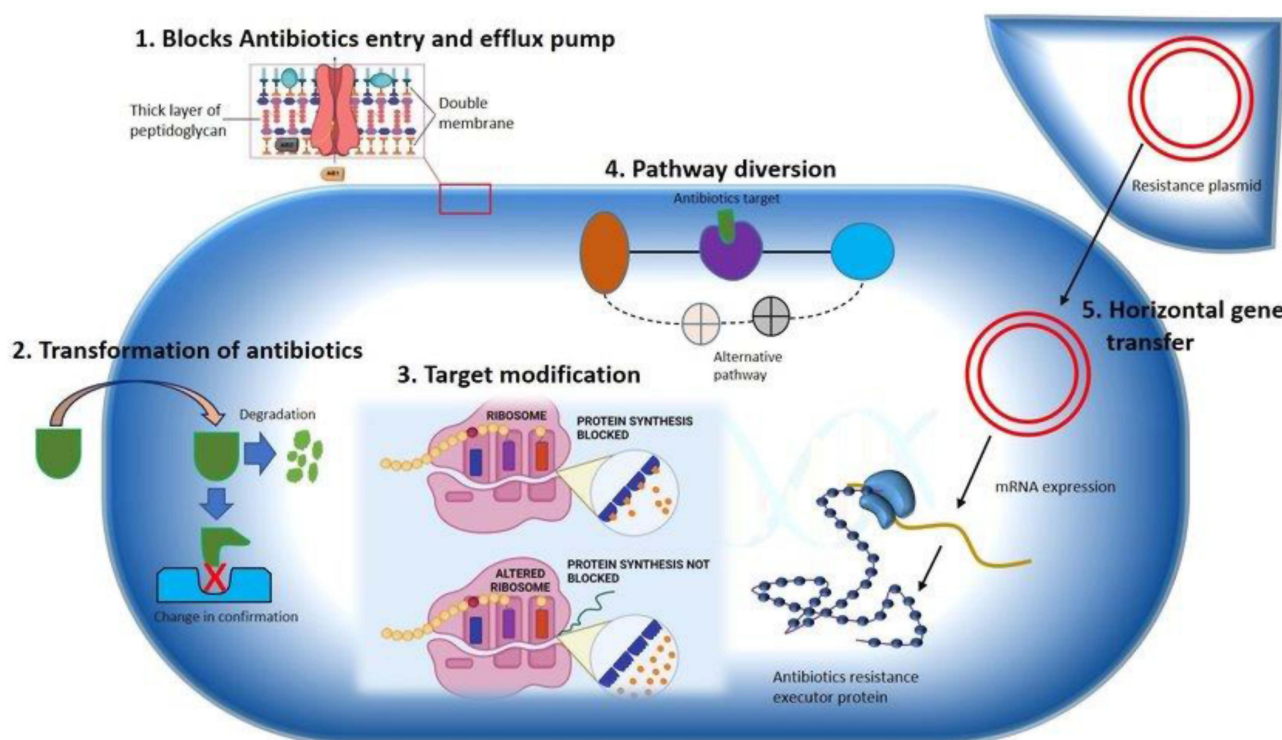 1. Blocks Antibiotics entry and efflux pump
Thick layer of
peptidoglycan
Double
membrane
AB2
AB1
Resistance plasmid
4. Pathway diversion
Antibiotics target
Alternative
pathway
5. Horizontal gene
transfer
2. Transformation of antibiotics
Degradation
Change in confirmation
3. Target modification
RIBOSOME
PROTEIN SYNTHESIS
BLOCKED
ALTERED
RIBOSOME
PROTEIN SYNTHESIS NOT
BLOCKED
mRNA expression
Antibiotics resistance
executor protein